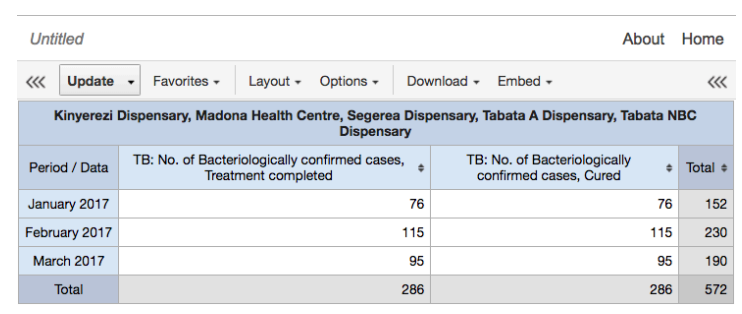 Untitled
About Home
Update Favorites Layout Options Download Embed
Kinyerezi Dispensary, Madona Health Centre, Segerea Dispensary, Tabata A Dispensary, Tabata NBC
Dispensary
Period / Data
TB: No. of Bacteriologically confirmed cases,
Treatment completed
TB: No. of Bacteriologically
confirmed cases, Cured
Total
January 2017 76 76 152
February 2017 115 115 230
March 2017 95 95 190
Total 286 286 572